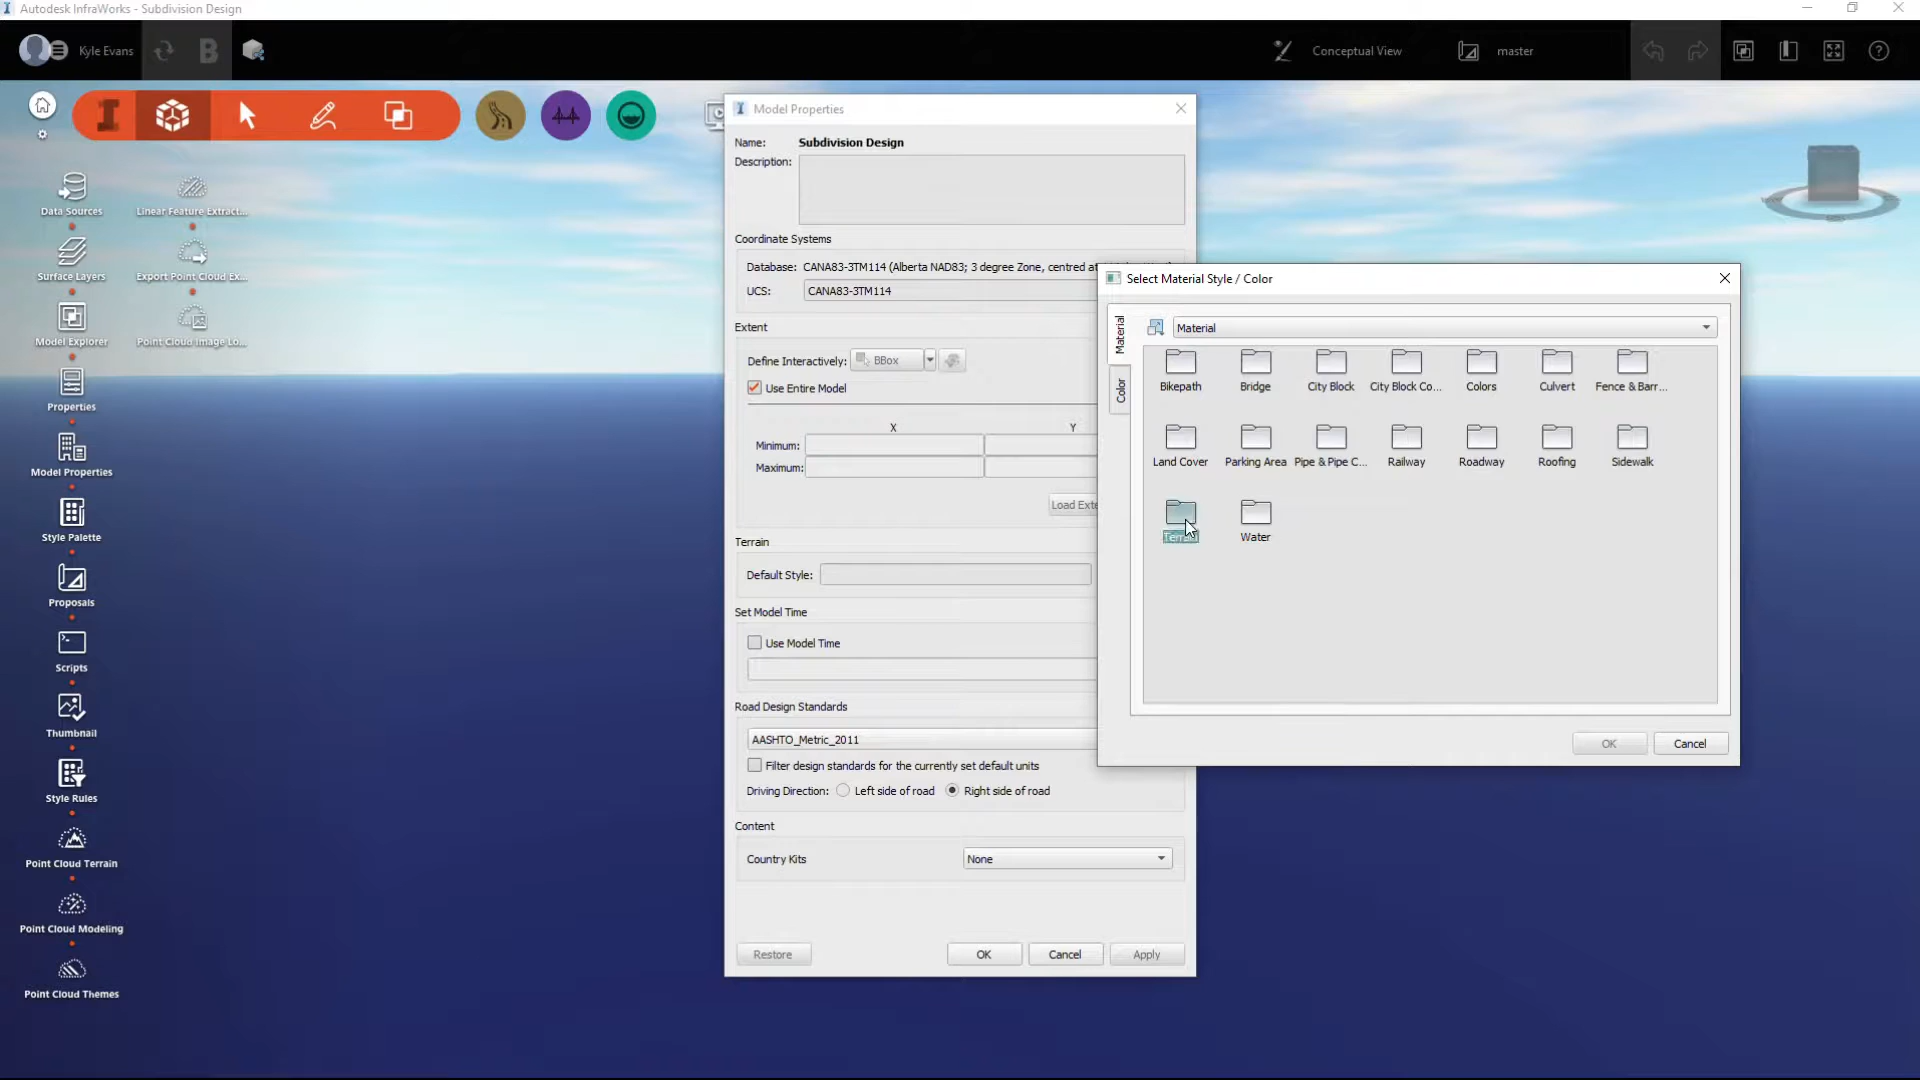 Autodesk InfraWorks - Subdivision Design
Kyle Evans
Conceptual View
master
Data Sources
Linear Feature Extract...
Surface Layers
Export Point Cloud Ex...
Model Explorer
Point Cloud Image Lo...
Properties
Model Properties
Style Palette
Proposals
Scripts
Thumbnail
Style Rules
Point Cloud Terrain
Point Cloud Modeling
Point Cloud Themes
Model Properties
Name: Subdivision Design
Description:
Coordinate Systems
Database: CANA83-3TM114 (Alberta NAD83; 3 degree Zone, centred at
UCS: CANA83-3TM114
Extent
Define Interactively: BBox
Use Entire Model
X Y
Minimum:
Maximum:
Load Exte
Terrain
Default Style:
Set Model Time
Use Model Time
Road Design Standards
AASHTO_Metric_2011
Filter design standards for the currently set default units
Driving Direction: Left side of road Right side of road
Content
Country Kits None
Restore OK Cancel Apply
Select Material Style / Color
Material
Color
Material
Bikepath Bridge City Block City Block Co... Colors Culvert Fence & Barr...
Land Cover Parking Area Pipe & Pipe C... Railway Roadway Roofing Sidewalk
Water
OK Cancel